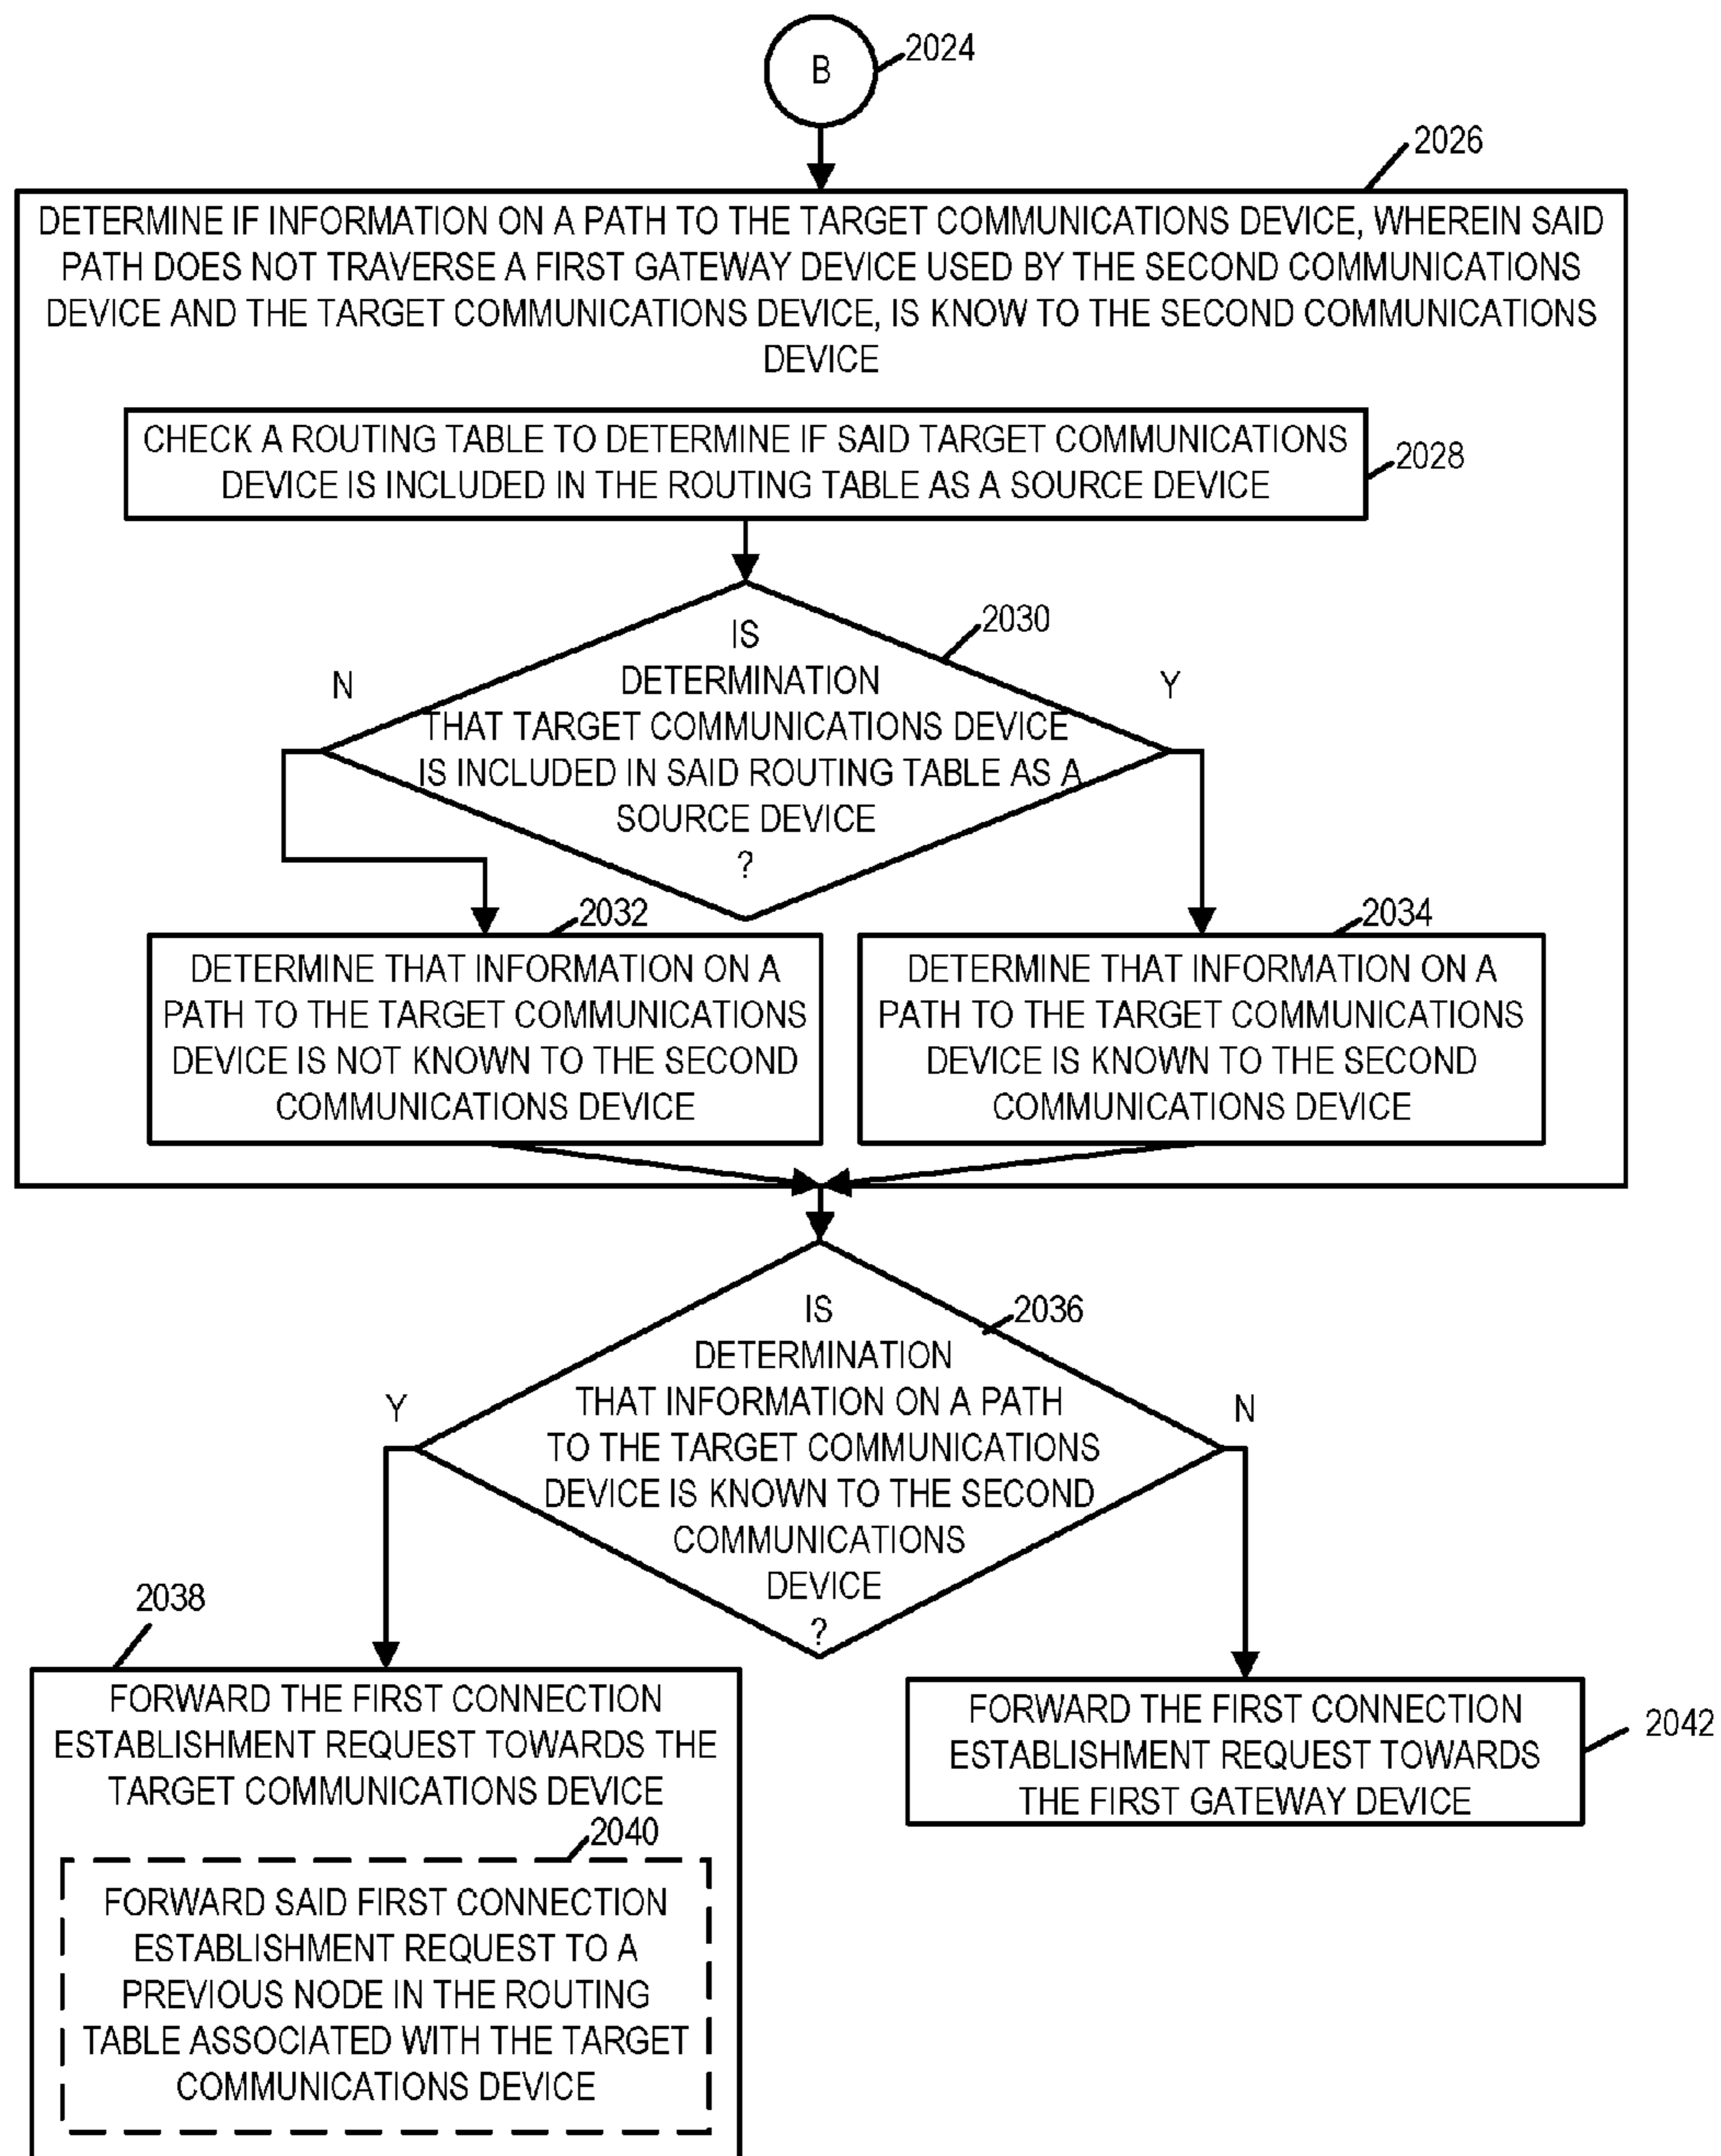 B
2024
2026
DETERMINE IF INFORMATION ON A PATH TO THE TARGET COMMUNICATIONS DEVICE, WHEREIN SAID
PATH DOES NOT TRAVERSE A FIRST GATEWAY DEVICE USED BY THE SECOND COMMUNICATIONS
DEVICE AND THE TARGET COMMUNICATIONS DEVICE, IS KNOW TO THE SECOND COMMUNICATIONS
DEVICE
CHECK A ROUTING TABLE TO DETERMINE IF SAID TARGET COMMUNICATIONS
DEVICE IS INCLUDED IN THE ROUTING TABLE AS A SOURCE DEVICE
2028
2030
IS
DETERMINATION
THAT TARGET COMMUNICATIONS DEVICE
IS INCLUDED IN SAID ROUTING TABLE AS A
SOURCE DEVICE
?
N
Y
2032
DETERMINE THAT INFORMATION ON A
PATH TO THE TARGET COMMUNICATIONS
DEVICE IS NOT KNOWN TO THE SECOND
COMMUNICATIONS DEVICE
2034
DETERMINE THAT INFORMATION ON A
PATH TO THE TARGET COMMUNICATIONS
DEVICE IS KNOWN TO THE SECOND
COMMUNICATIONS DEVICE
2036
IS
DETERMINATION
THAT INFORMATION ON A PATH
TO THE TARGET COMMUNICATIONS
DEVICE IS KNOWN TO THE SECOND
COMMUNICATIONS
DEVICE
?
Y
N
2038
FORWARD THE FIRST CONNECTION
ESTABLISHMENT REQUEST TOWARDS THE
TARGET COMMUNICATIONS DEVICE
2040
FORWARD SAID FIRST CONNECTION
ESTABLISHMENT REQUEST TO A
PREVIOUS NODE IN THE ROUTING
TABLE ASSOCIATED WITH THE TARGET
COMMUNICATIONS DEVICE
FORWARD THE FIRST CONNECTION
ESTABLISHMENT REQUEST TOWARDS
THE FIRST GATEWAY DEVICE
2042